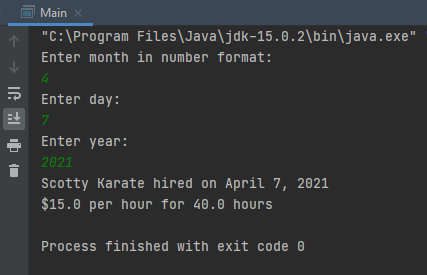 Main
"C:\Program Files\Java\jdk-15.0.2\bin\java.exe"
Enter month in number format:
4
Enter day:
7
Enter year:
2021
Scotty Karate hired on April 7, 2021
$15.0 per hour for 40.0 hours
Process finished with exit code 0